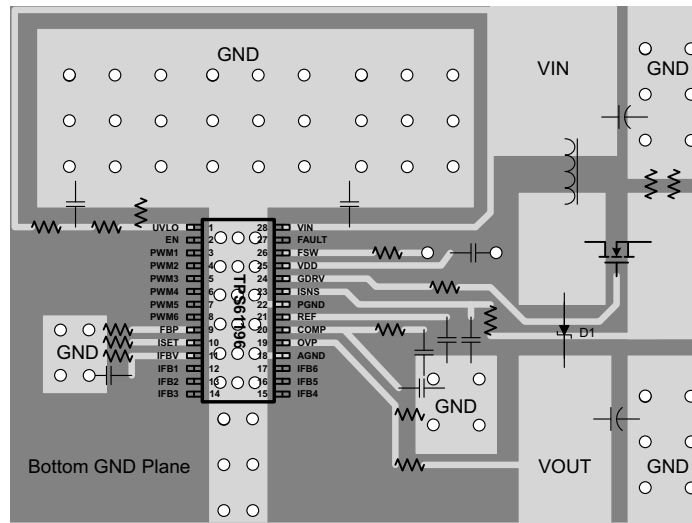 GND
VIN
GND
UVLO 1 28 VIN
EN 2 27 FAULT
PWM1 3 26 FSW
PWM2 4 25 VDD
PWM3 5 24 GDRV
PWM4 6 23 ISNS
PWM5 7 22 PGND
PWM6 8 21 REF
FBP 9 20 COMP
ISET 10 19 OVP
IFBV 11 18 AGND
IFB1 12 17 IFB6
IFB2 13 16 IFB5
IFB3 14 15 IFB4
TPS61196
D1
GND
GND
Bottom GND Plane
VOUT
GND